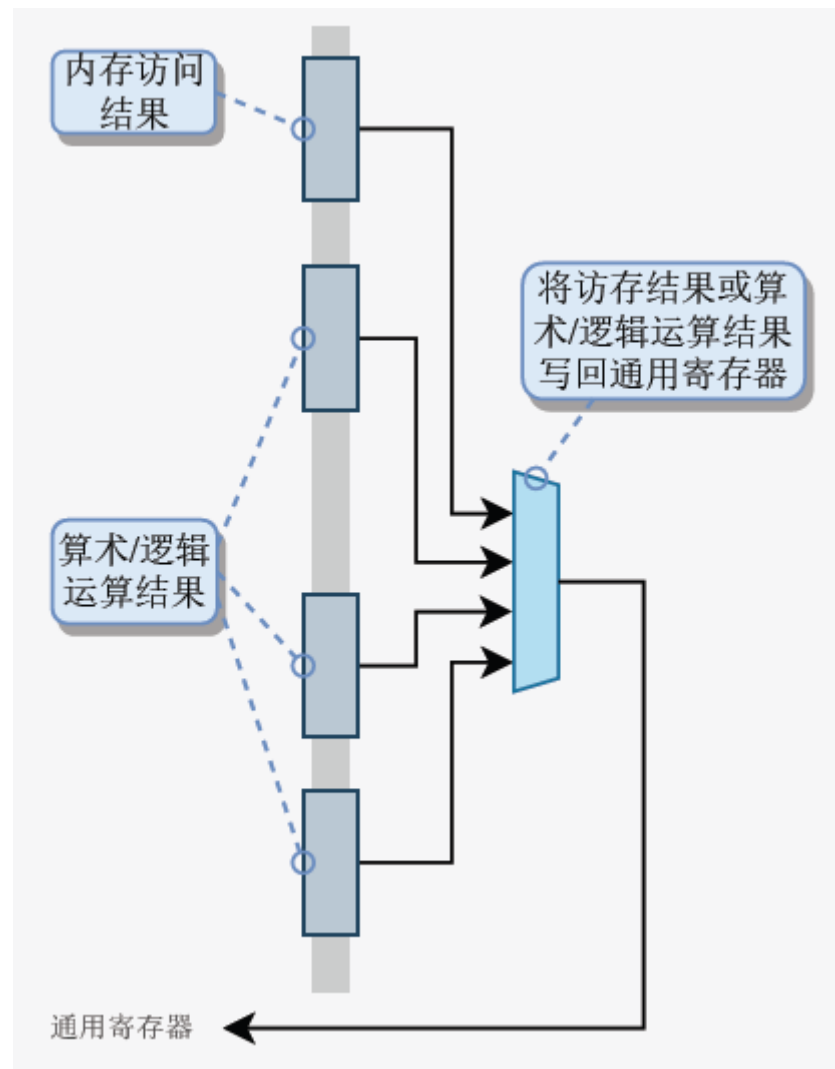 内存访问
结果
将访存结果或算
术/逻辑运算结果
写回通用寄存器
算术/逻辑
运算结果
通用寄存器